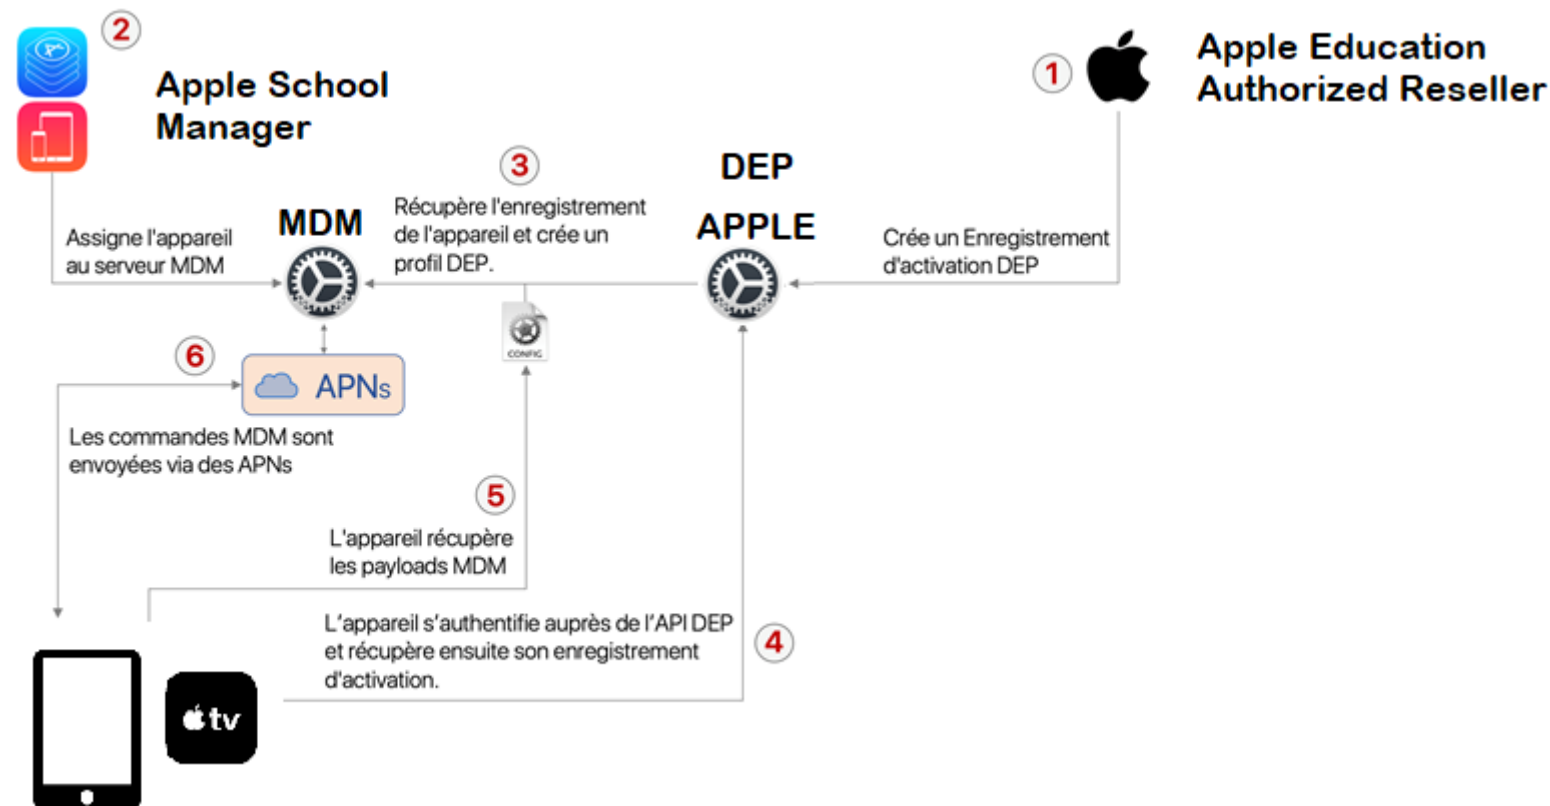 2
Apple School
Manager
1
Apple Education
Authorized Reseller
3
DEP
APPLE
MDM
Récupère l'enregistrement
de l'appareil et crée un
profil DEP.
Assigne l'appareil
au serveur MDM
Crée un Enregistrement
d'activation DEP
CONFIG
6
APNs
Les commandes MDM sont
envoyées via des APNs
5
L'appareil récupère
les payloads MDM
L’appareil s’authentifie auprès de l’API DEP
et récupère ensuite son enregistrement
d'activation.
4
tv